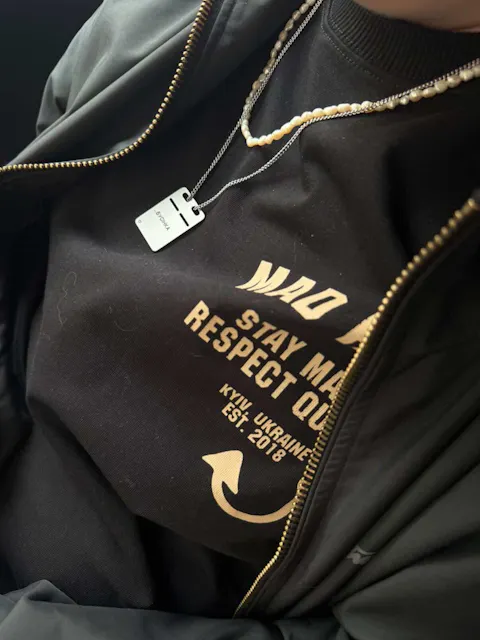 MAD
STAY MA
RESPECT QU
KYIV, UKRAINE
EST. 2018